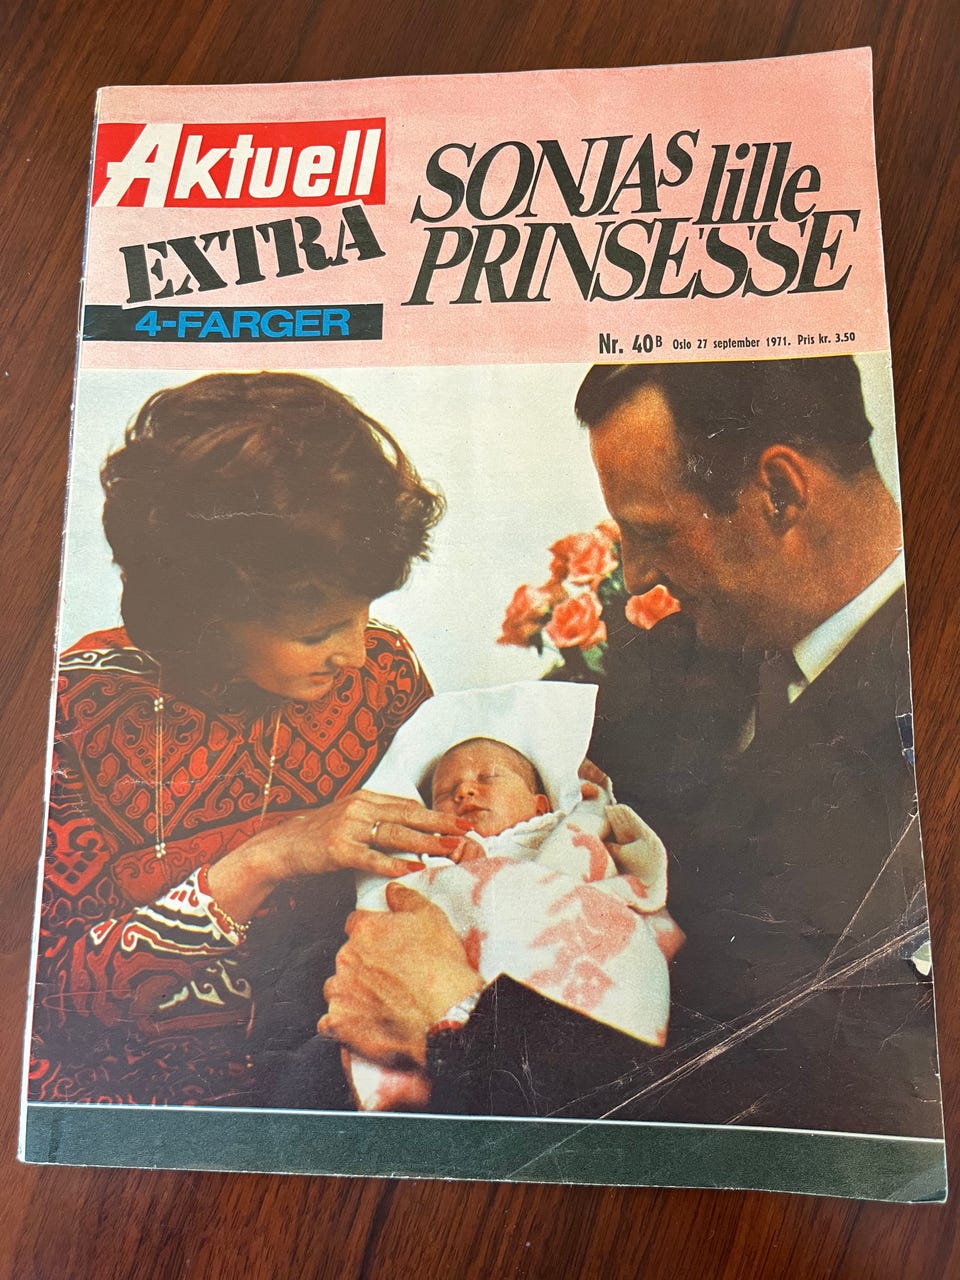 Aktuell
EXTRA
4-FARGER
SONJAS lille
PRINSESSE
Nr. 40B Oslo 27 september 1971. Pris kr. 3.50